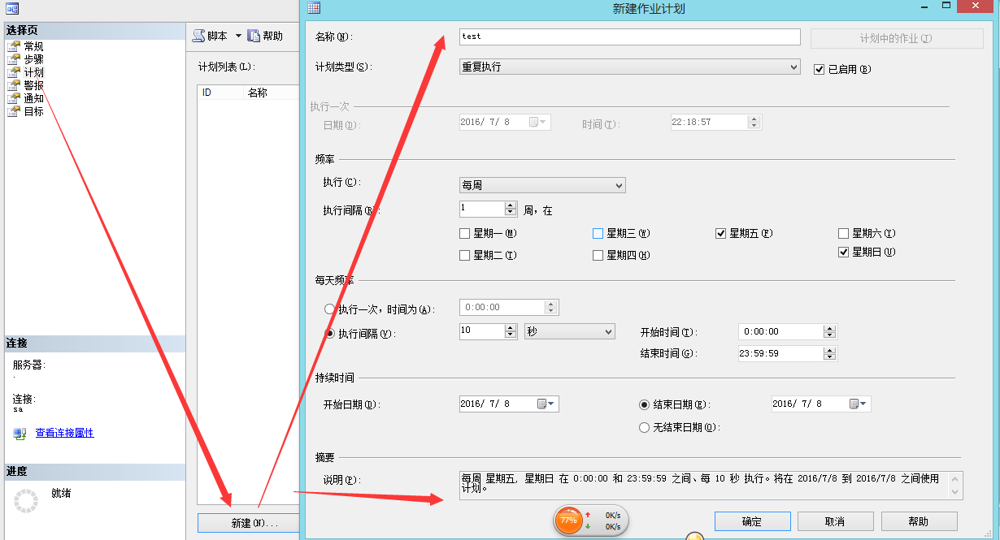 选择页
常规
步骤
计划
警报
通知
目标
连接
服务器:
.
连接:
sa
查看连接属性
进度
就绪
脚本 帮助
计划列表(L):
ID 名称
新建(N)...
新建作业计划
名称(N): test 计划中的作业(J)
计划类型(S): 重复执行 已启用(B)
执行一次
日期(D): 2016/ 7/ 8 时间(T): 22:18:57
频率
执行(C): 每周
执行间隔(R): 1 周，在
星期一(M) 星期三(W) 星期五(F) 星期六(Y)
星期二(T) 星期四(H) 星期日(U)
每天频率
执行一次，时间为(A): 0:00:00
执行间隔(V): 10 秒 开始时间(I): 0:00:00
结束时间(G): 23:59:59
持续时间
开始日期(D): 2016/ 7/ 8 结束日期(E): 2016/ 7/ 8
无结束日期(O):
摘要
说明(P): 每周 星期五, 星期日 在 0:00:00 和 23:59:59 之间、每 10 秒 执行。将在 2016/7/8 到 2016/7/8 之间使用
计划。
77% 0K/s
0K/s
确定 取消 帮助